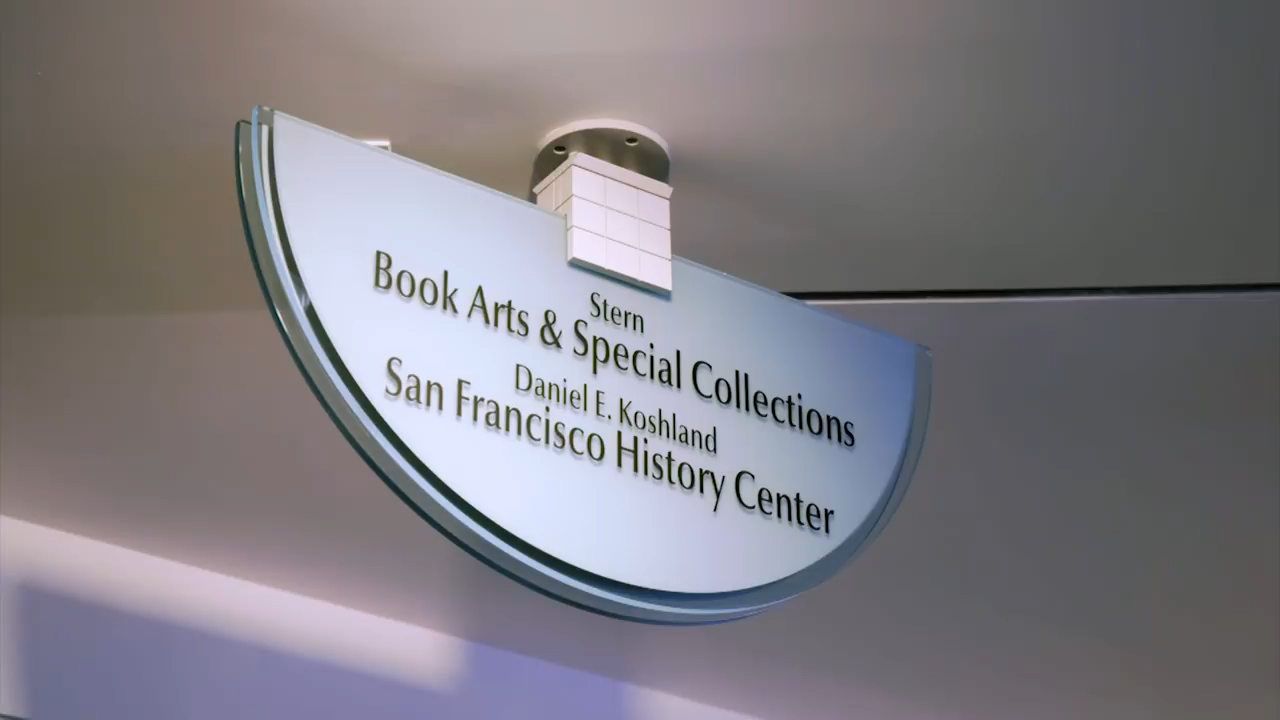 Stern
Book Arts & Special Collections
Daniel E. Koshland
San Francisco History Center